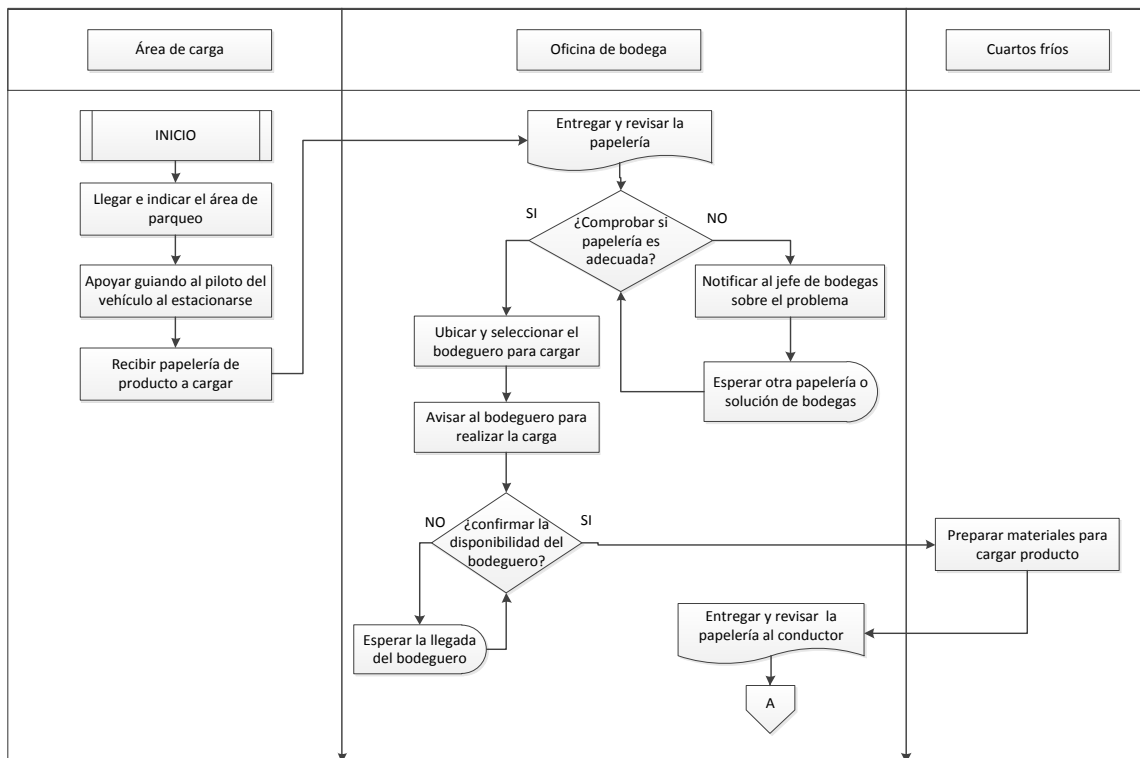 Área de carga
Oficina de bodega
Cuartos fríos
INICIO
Llegar e indicar el área de
parqueo
Apoyar guiando al piloto del
vehículo al estacionarse
Recibir papelería de
producto a cargar
Entregar y revisar la
papelería
SI
¿Comprobar si
papelería es
adecuada?
NO
Notificar al jefe de bodegas
sobre el problema
Esperar otra papelería o
solución de bodegas
Ubicar y seleccionar el
bodeguero para cargar
Avisar al bodeguero para
realizar la carga
NO
¿confirmar la
disponibilidad del
bodeguero?
SI
Esperar la llegada
del bodeguero
Preparar materiales para
cargar producto
Entregar y revisar la
papelería al conductor
A